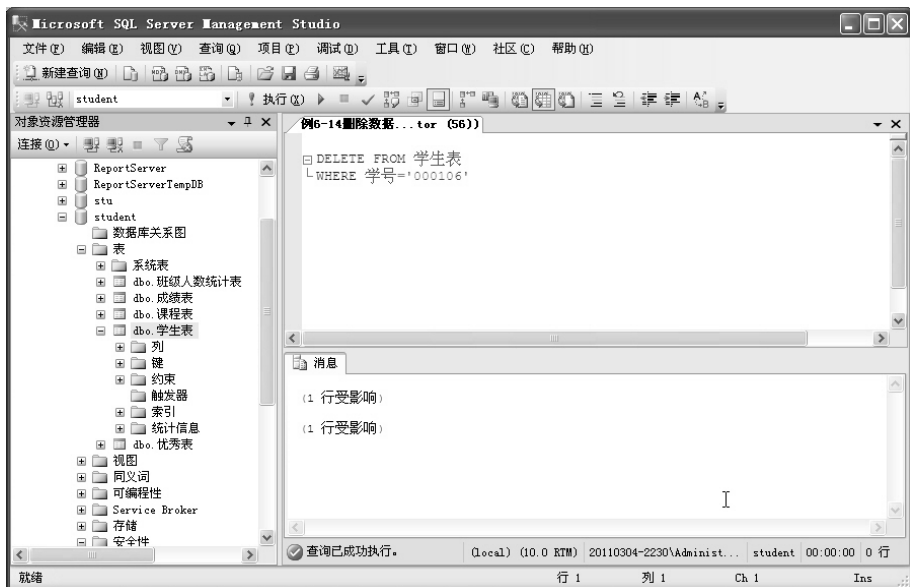 Microsoft SQL Server Management Studio
文件(F) 编辑(E) 视图(V) 查询(Q) 项目(P) 调试(D) 工具(T) 窗口(W) 社区(C) 帮助(H)
新建查询(N)
student 执行(X)
对象资源管理器
连接(O)
ReportServer
ReportServerTempDB
stu
student
数据库关系图
表
系统表
dbo.班级人数统计表
dbo.成绩表
dbo.课程表
dbo.学生表
列
键
约束
触发器
索引
统计信息
dbo.优秀表
视图
同义词
可编程性
Service Broker
存储
安全性
例6-14删除数据...tor (56))
DELETE FROM 学生表
WHERE 学号='000106'
消息
(1 行受影响)
(1 行受影响)
查询已成功执行。 (local) (10.0 RTM) 20110304-2230\Administ... student 00:00:00 0 行
就绪 行 1 列 1 Ch 1 Ins